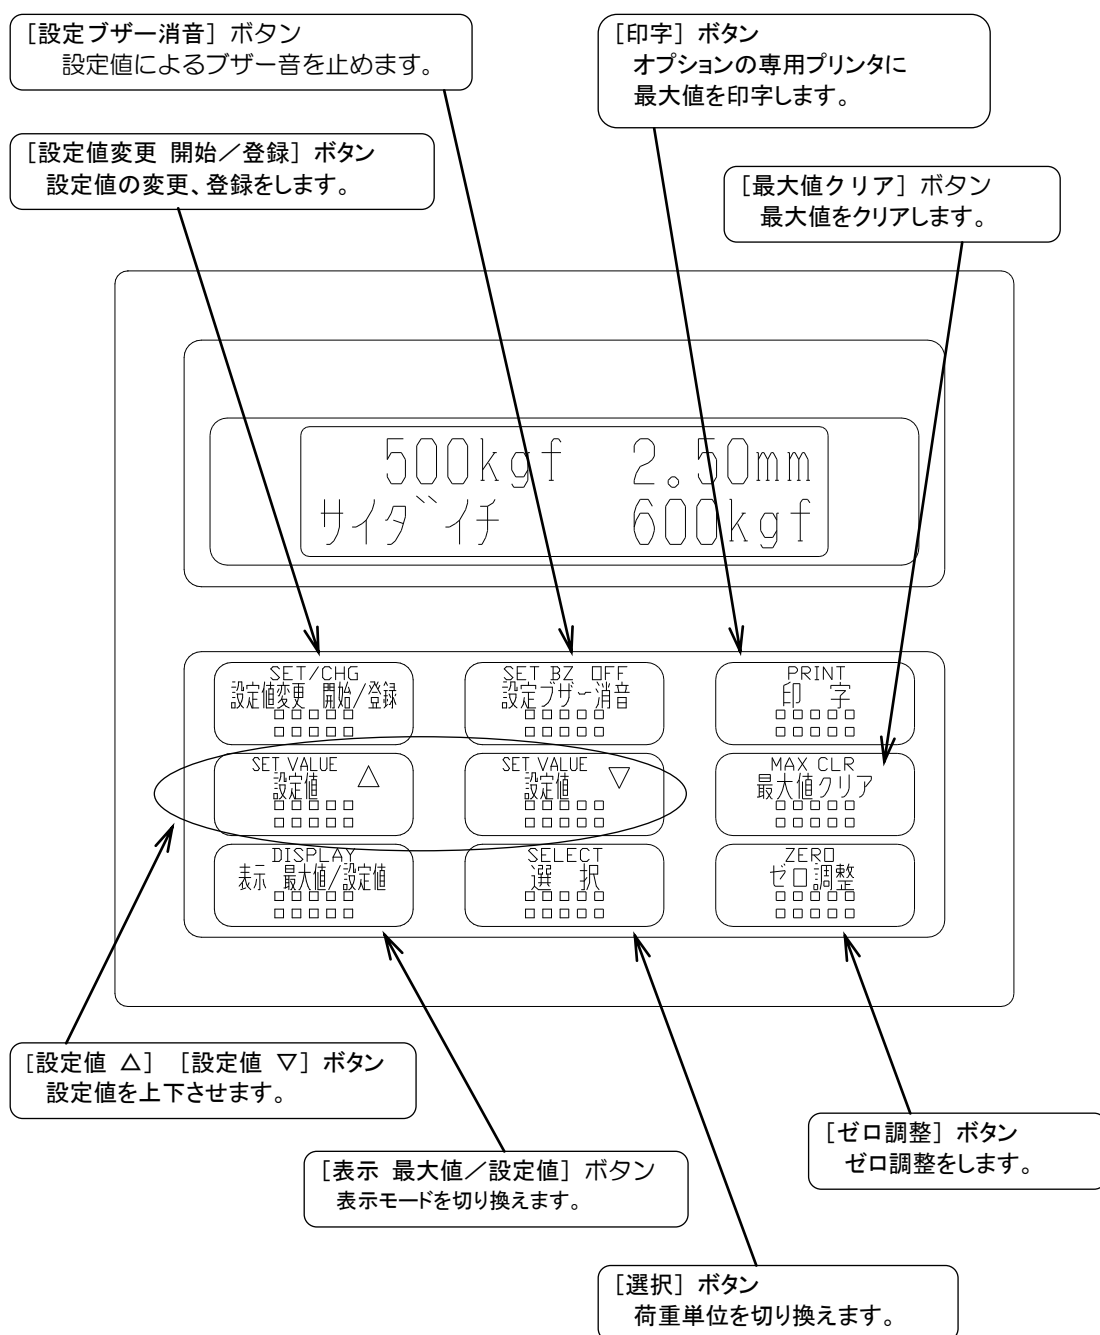 [設定ブザー消音] ボタン
設定値によるブザー音を止めます。
[印字] ボタン
オプションの専用プリンタに
最大値を印字します。
[設定値変更 開始／登録] ボタン
設定値の変更、登録をします。
[最大値クリア] ボタン
最大値をクリアします。
500kgf 2.50mm
サイダイチ 600kgf
SET/CHG
設定値変更 開始/登録
SET BZ OFF
設定ブザー消音
PRINT
印 字
SET VALUE
設定値 △
SET VALUE
設定値 ▽
MAX CLR
最大値クリア
DISPLAY
表示 最大値/設定値
SELECT
選 択
ZERO
ゼロ調整
[設定値 △] [設定値 ▽] ボタン
設定値を上下させます。
[ゼロ調整] ボタン
ゼロ調整をします。
[表示 最大値／設定値] ボタン
表示モードを切り換えます。
[選択] ボタン
荷重単位を切り換えます。